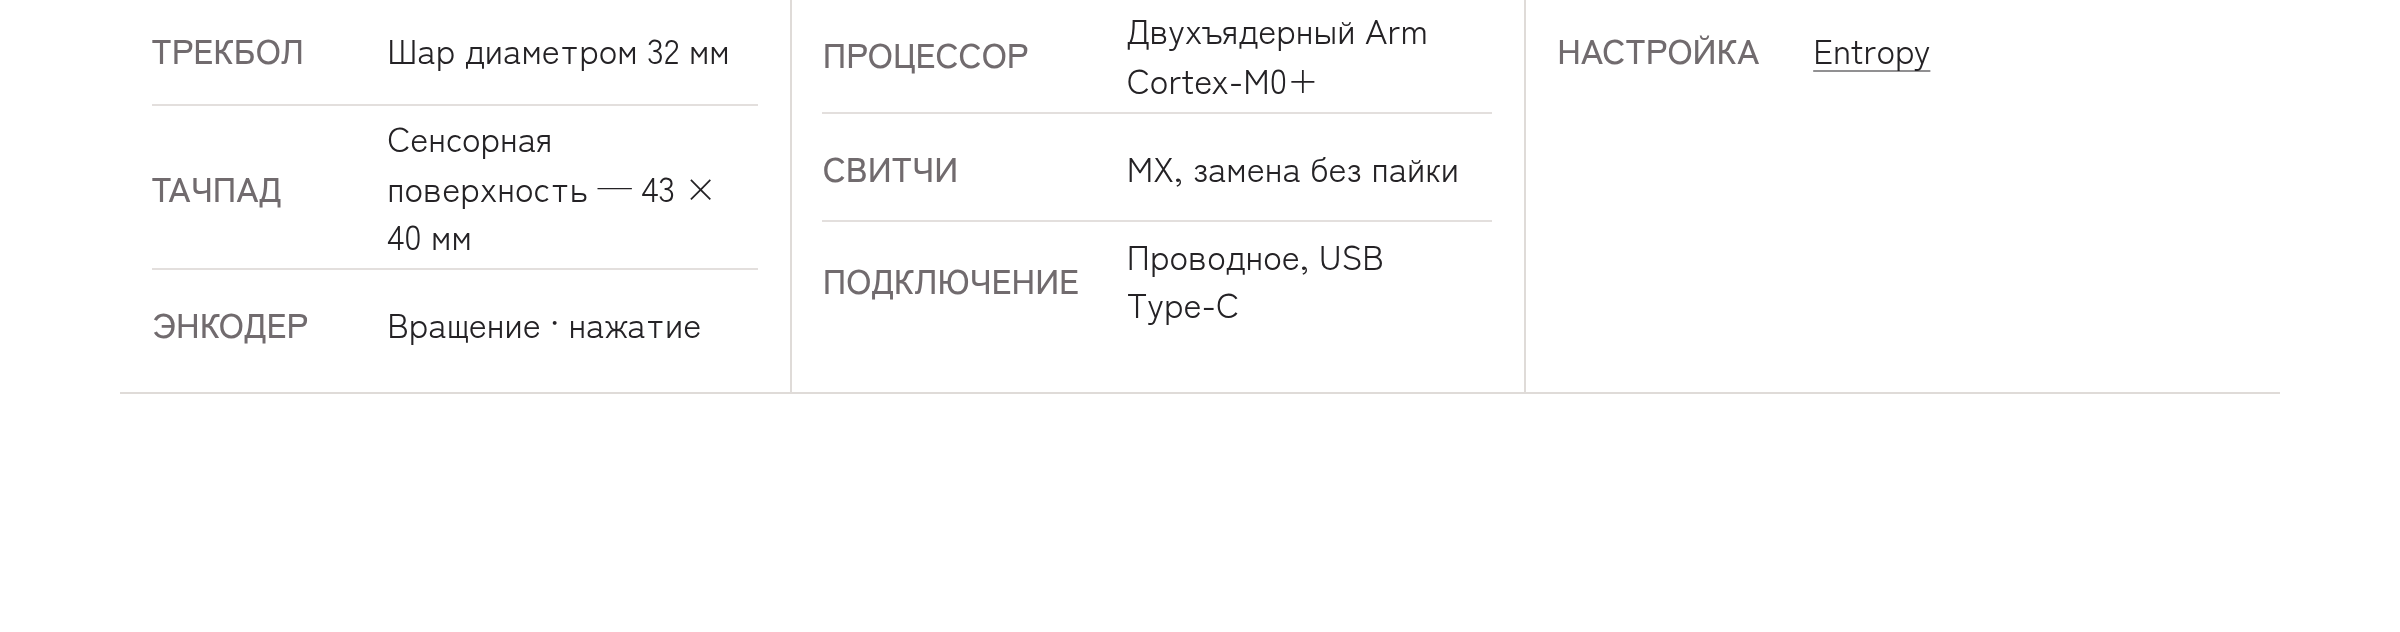 ТРЕКБОЛ
Шар диаметром 32 мм
ТАЧПАД
Сенсорная
поверхность — 43 ×
40 мм
ЭНКОДЕР
Вращение · нажатие
ПРОЦЕССОР
Двухъядерный Arm
Cortex-M0+
СВИТЧИ
MX, замена без пайки
ПОДКЛЮЧЕНИЕ
Проводное, USB
Type-C
НАСТРОЙКА
Entropy